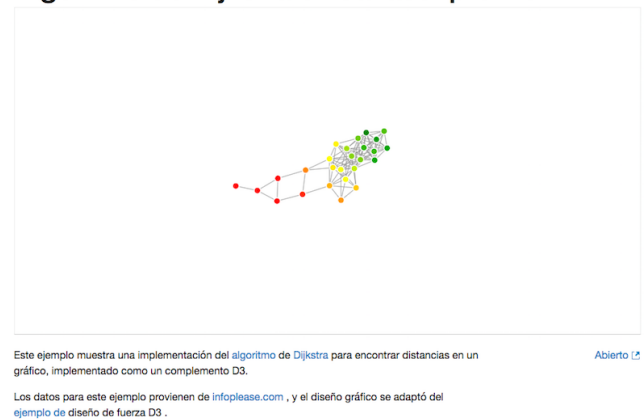 Este ejemplo muestra una implementación del algoritmo de Dijkstra para encontrar distancias en un
gráfico, implementado como un complemento D3.
Abierto
Los datos para este ejemplo provienen de infoplease.com , y el diseño gráfico se adaptó del
ejemplo de diseño de fuerza D3 .